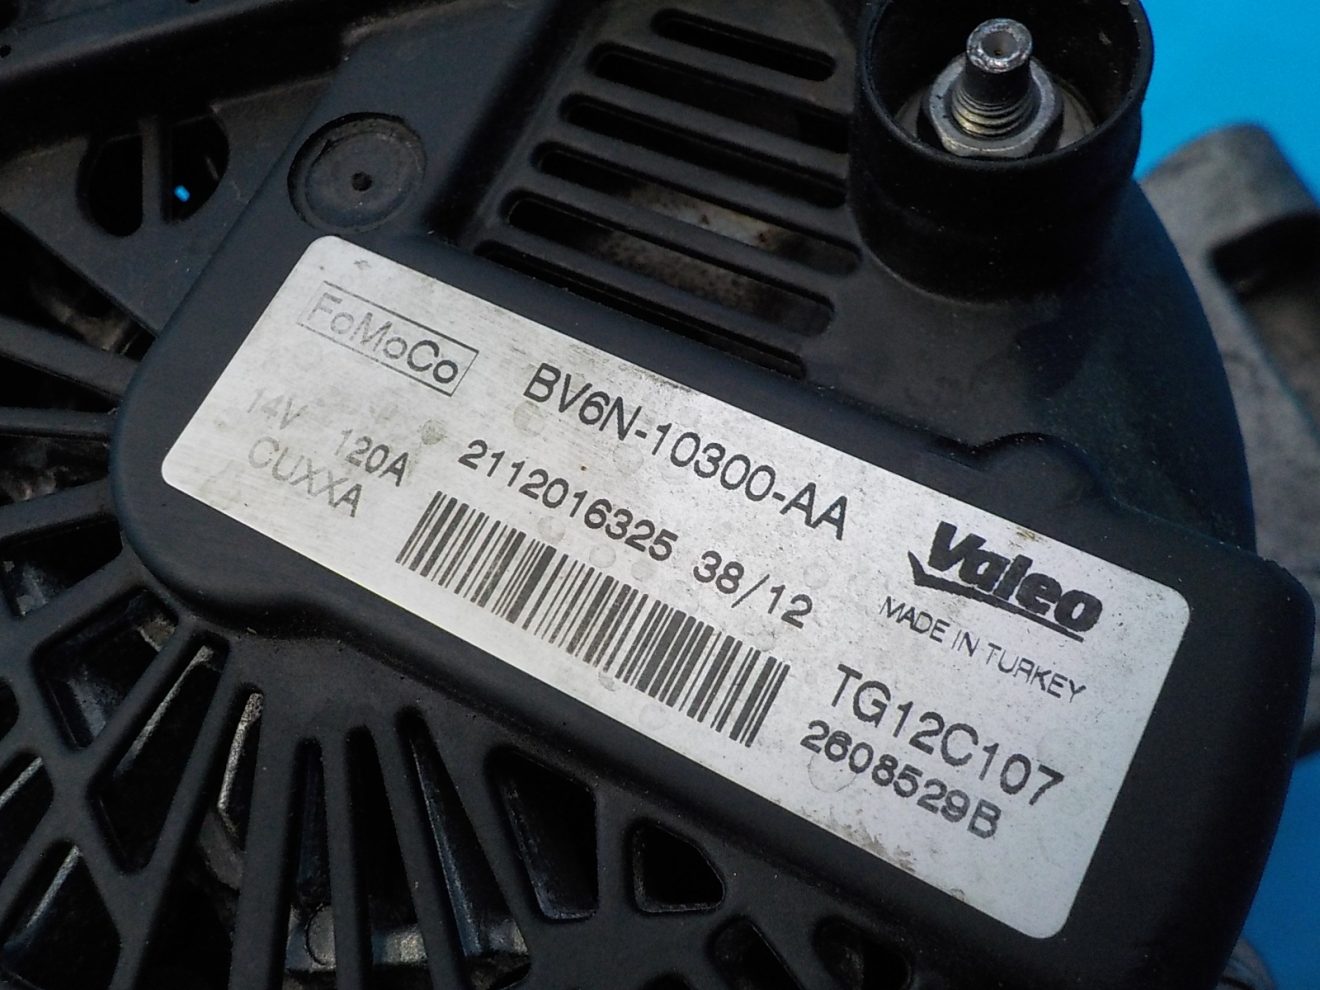 FoMoCo BV6N-10300-AA
14V 120A 2112016325 38/12
CUXXA
Valeo
MADE IN TURKEY
TG12C107
2608529B